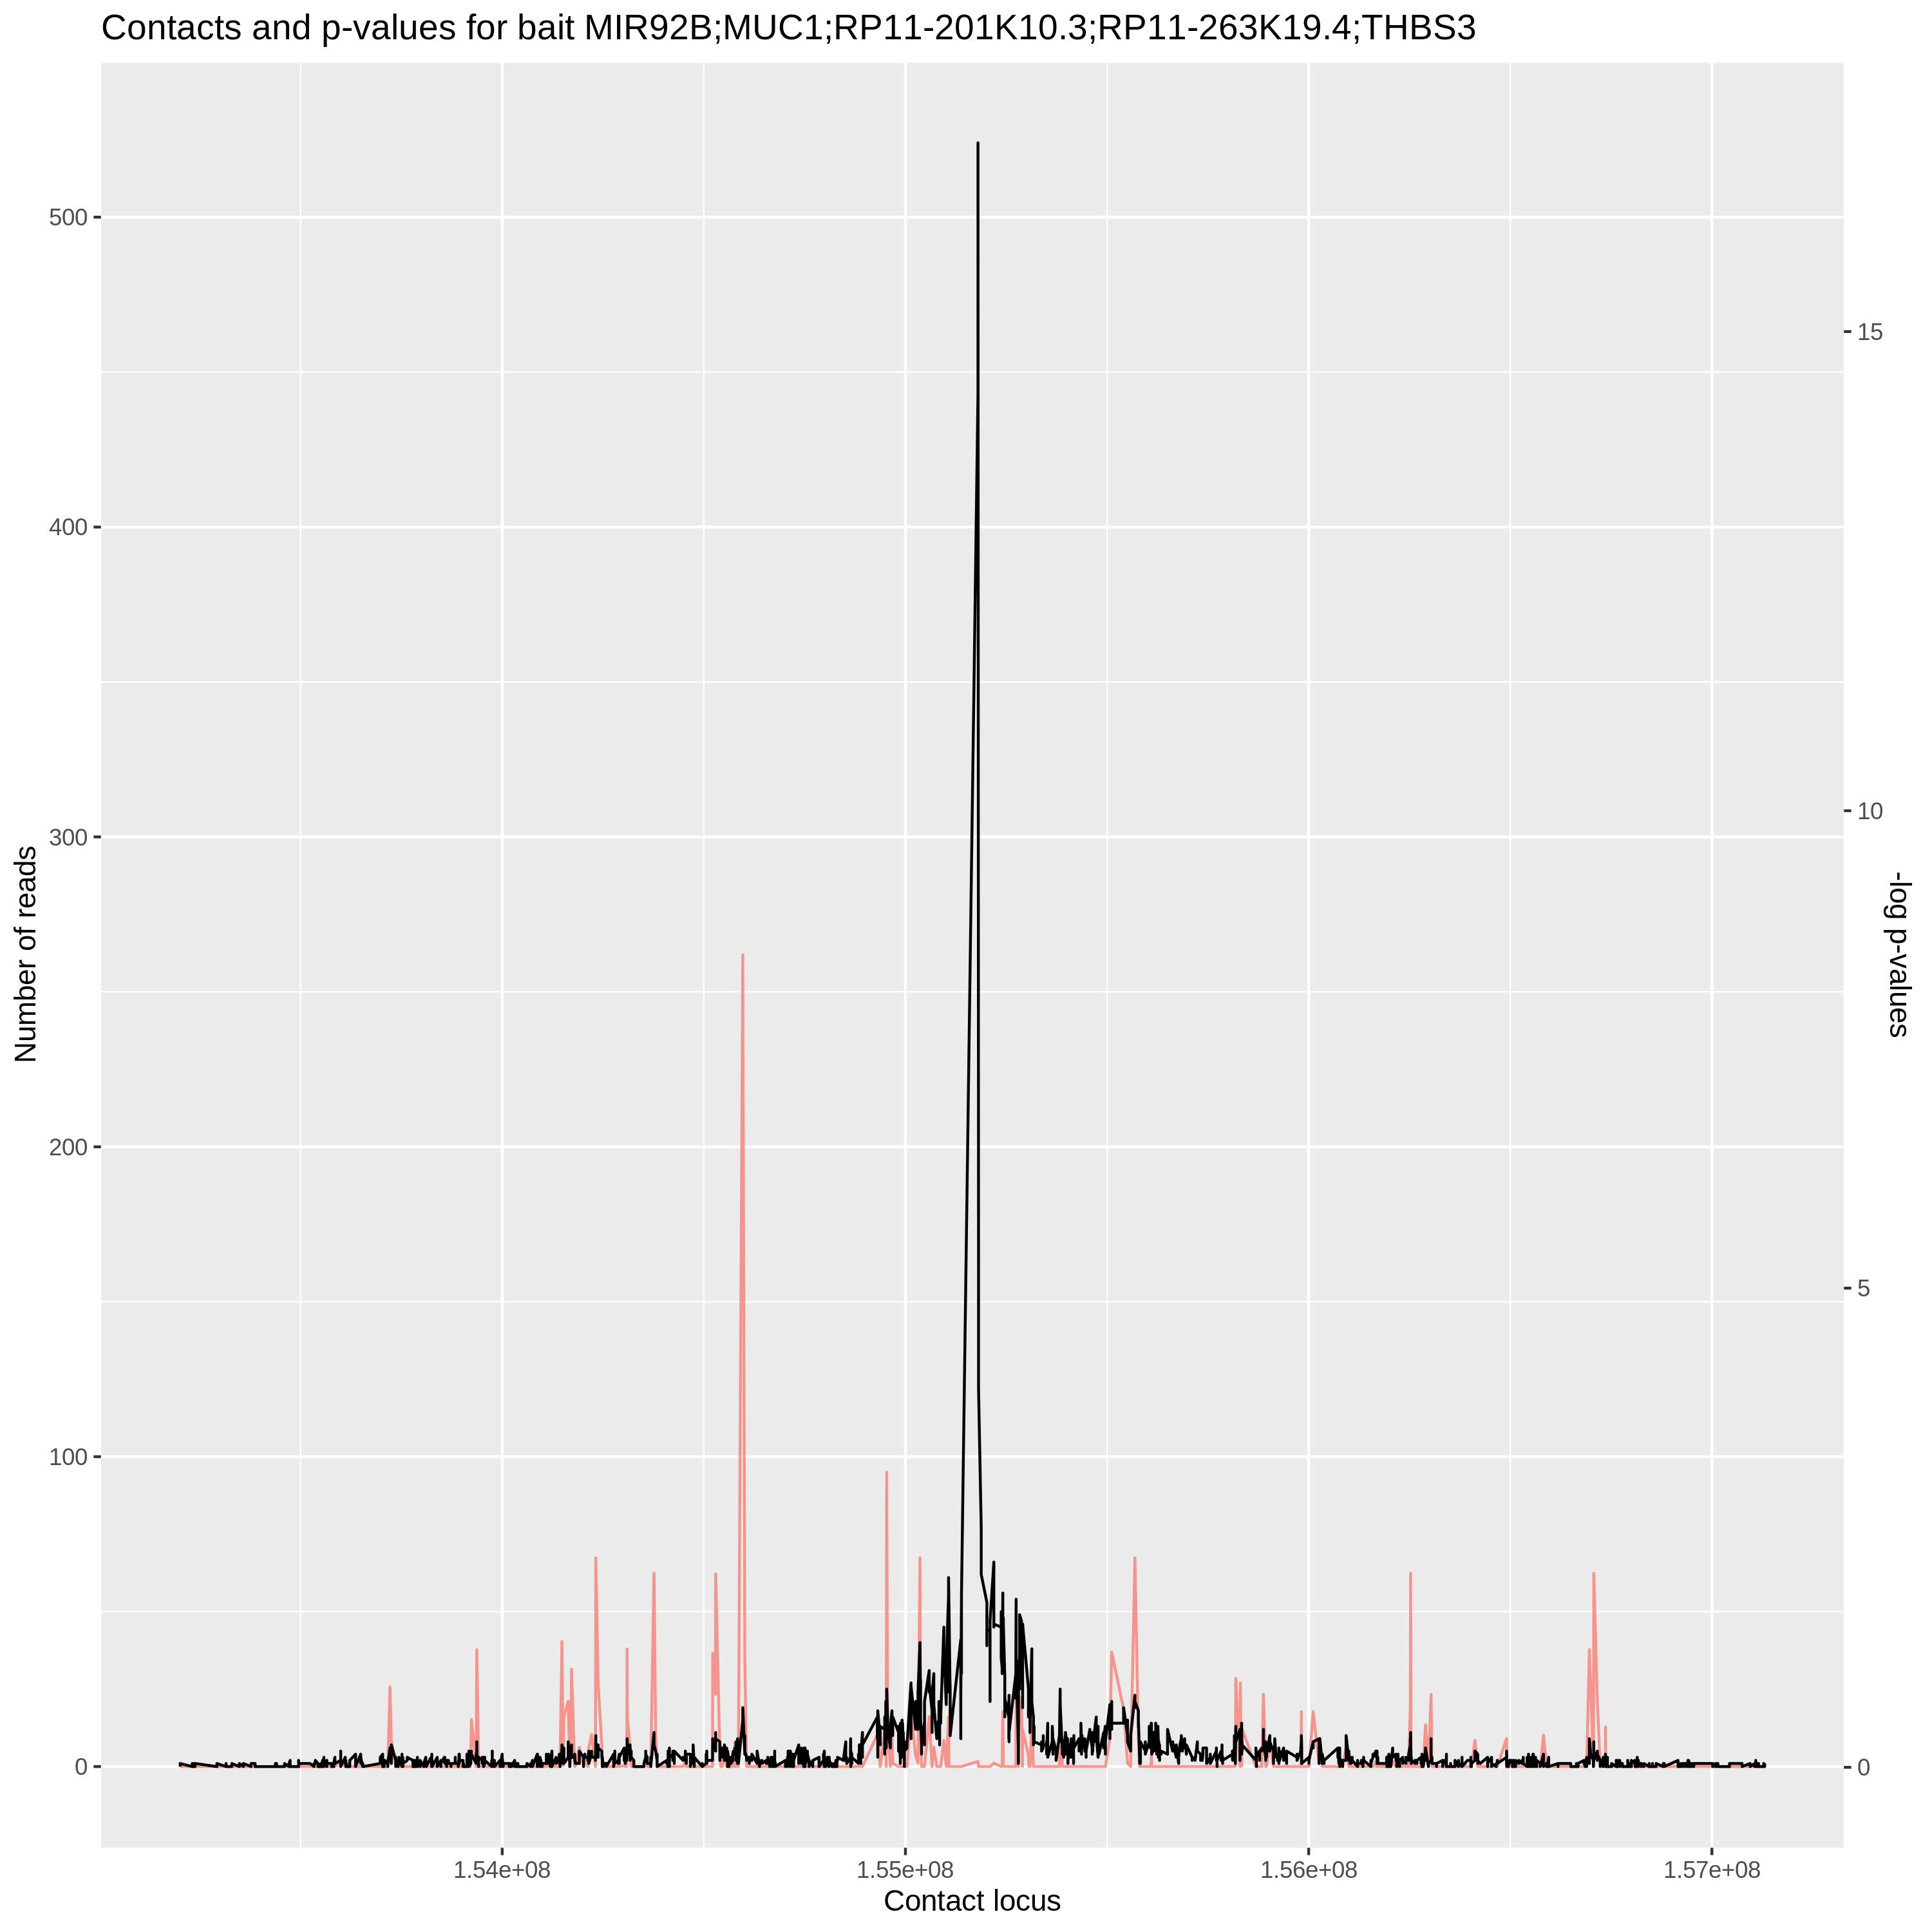 Contacts and p-values for bait MIR92B;MUC1;RP11-201K10.3;RP11-263K19.4;THBS3
500
400
300
200
100
0
Number of reads
15
10
5
0
-log p-values
1.54e+08
1.55e+08
1.56e+08
1.57e+08
Contact locus